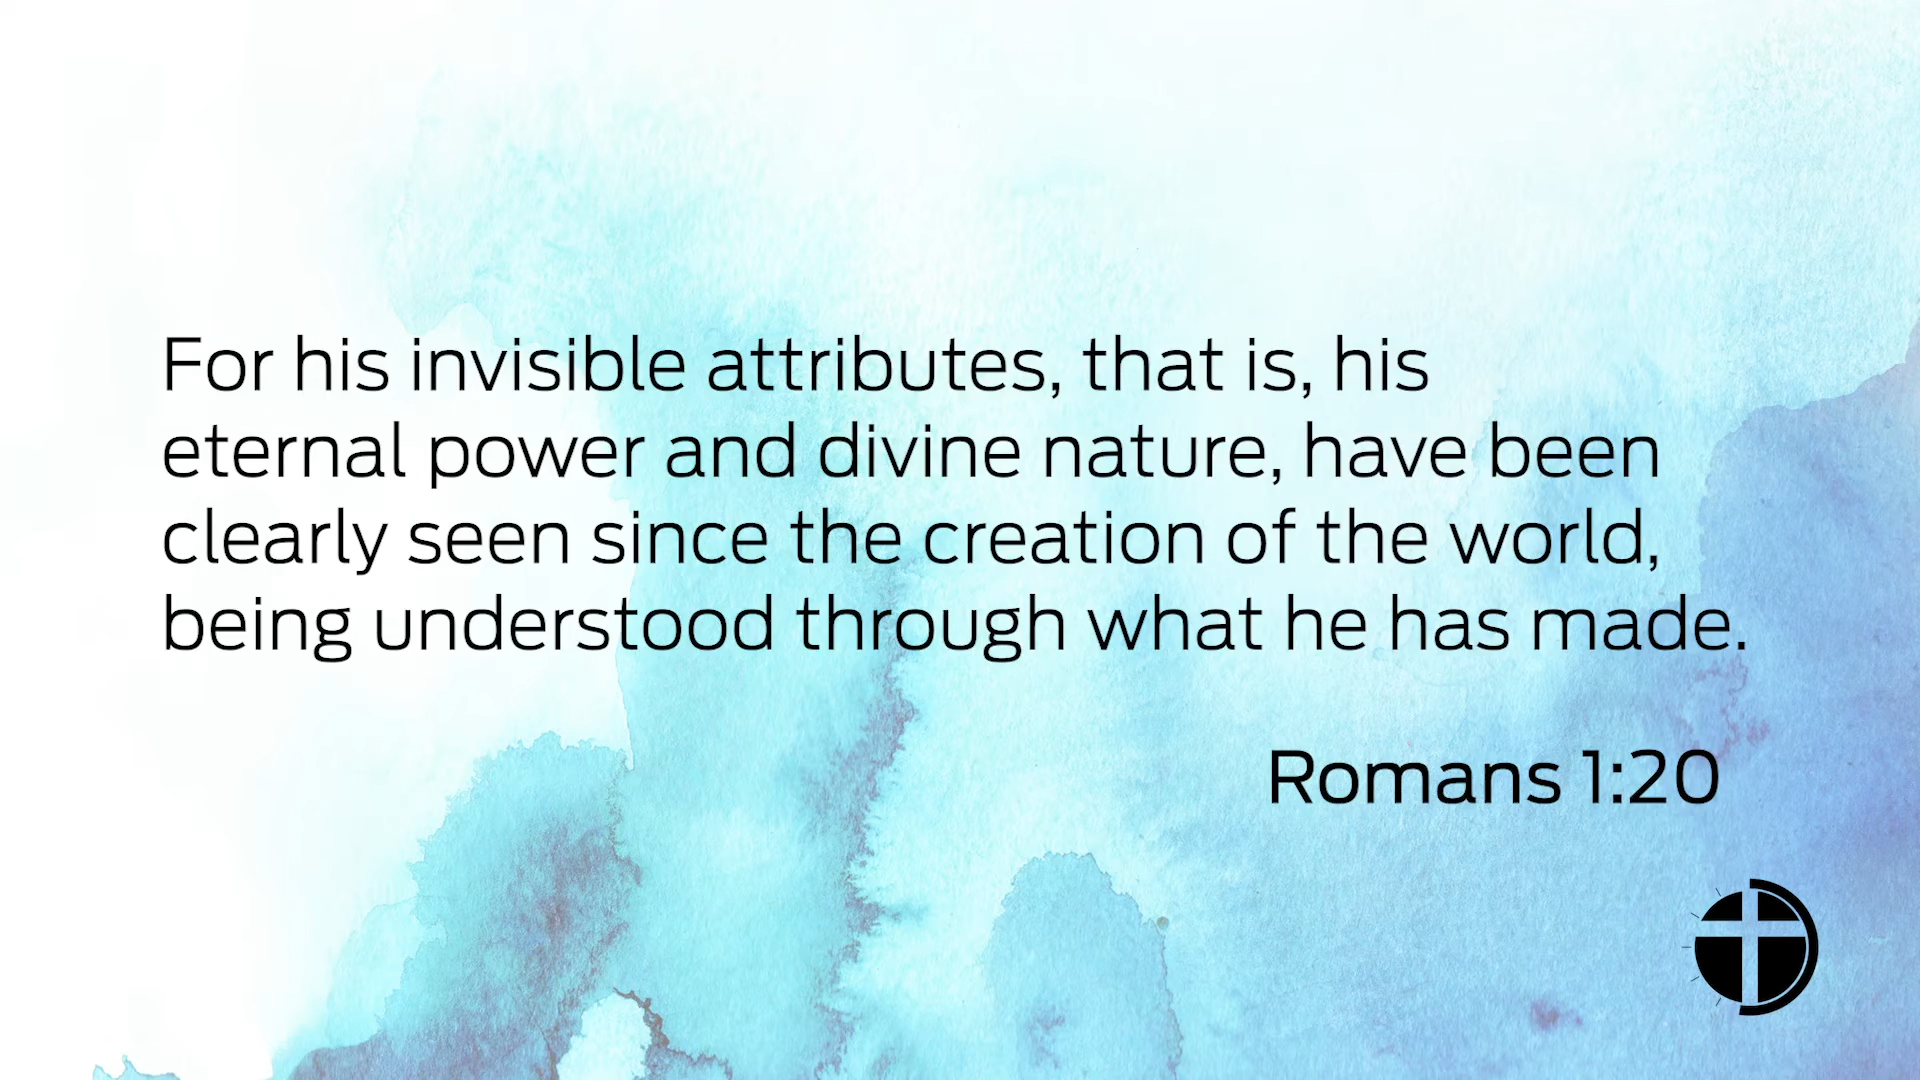 For his invisible attributes, that is, his
eternal power and divine nature, have been
clearly seen since the creation of the world,
being understood through what he has made.
Romans 1:20